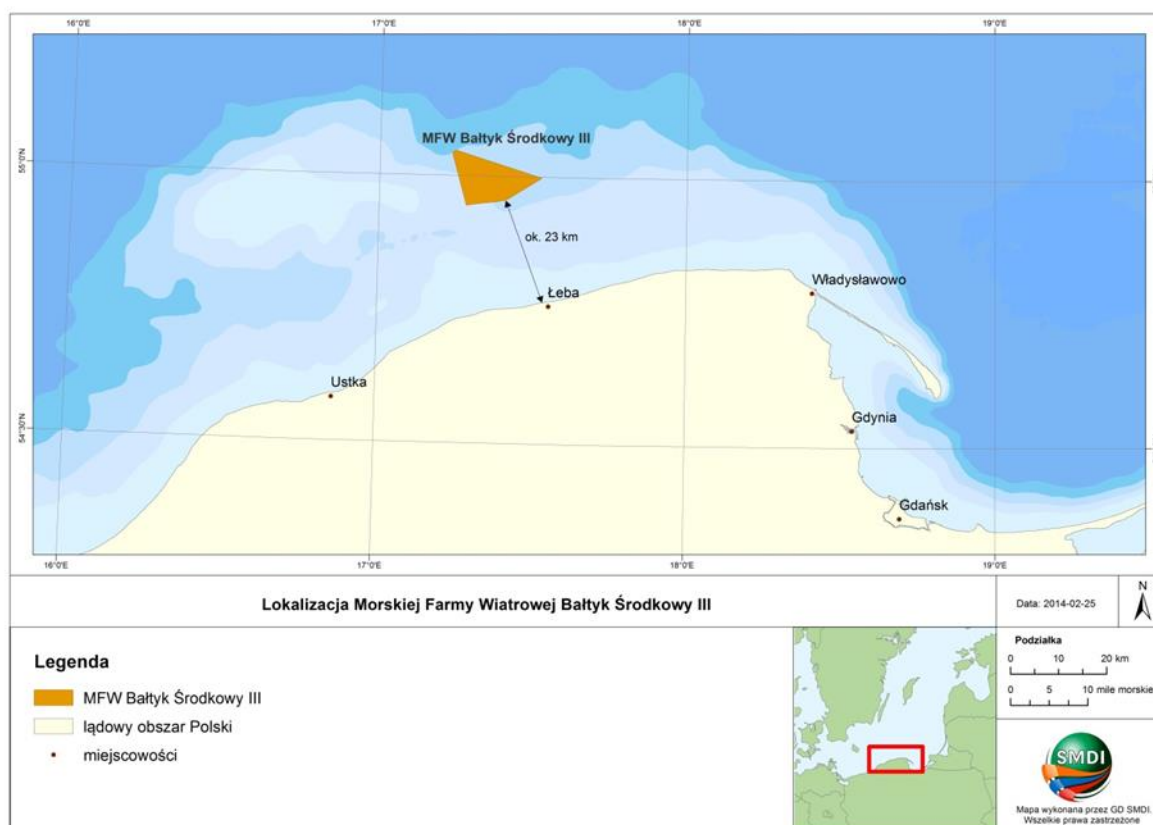 16°0'E 17°0'E 18°0'E 19°0'E
MFW Bałtyk Środkowy III
55°0'N
ok. 23 km
Władysławowo
Łeba
Ustka
54°30'N
Gdynia
Gdańsk
16°0'E 17°0'E 18°0'E 19°0'E
Lokalizacja Morskiej Farmy Wiatrowej Bałtyk Środkowy III
Data: 2014-02-25
N
Legenda
MFW Bałtyk Środkowy III
lądowy obszar Polski
miejscowości
Podziałka
0 10 20 km
0 5 10 mile morskie
SMDI
Mapa wykonana przez GD SMDI.
Wszelkie prawa zastrzeżone